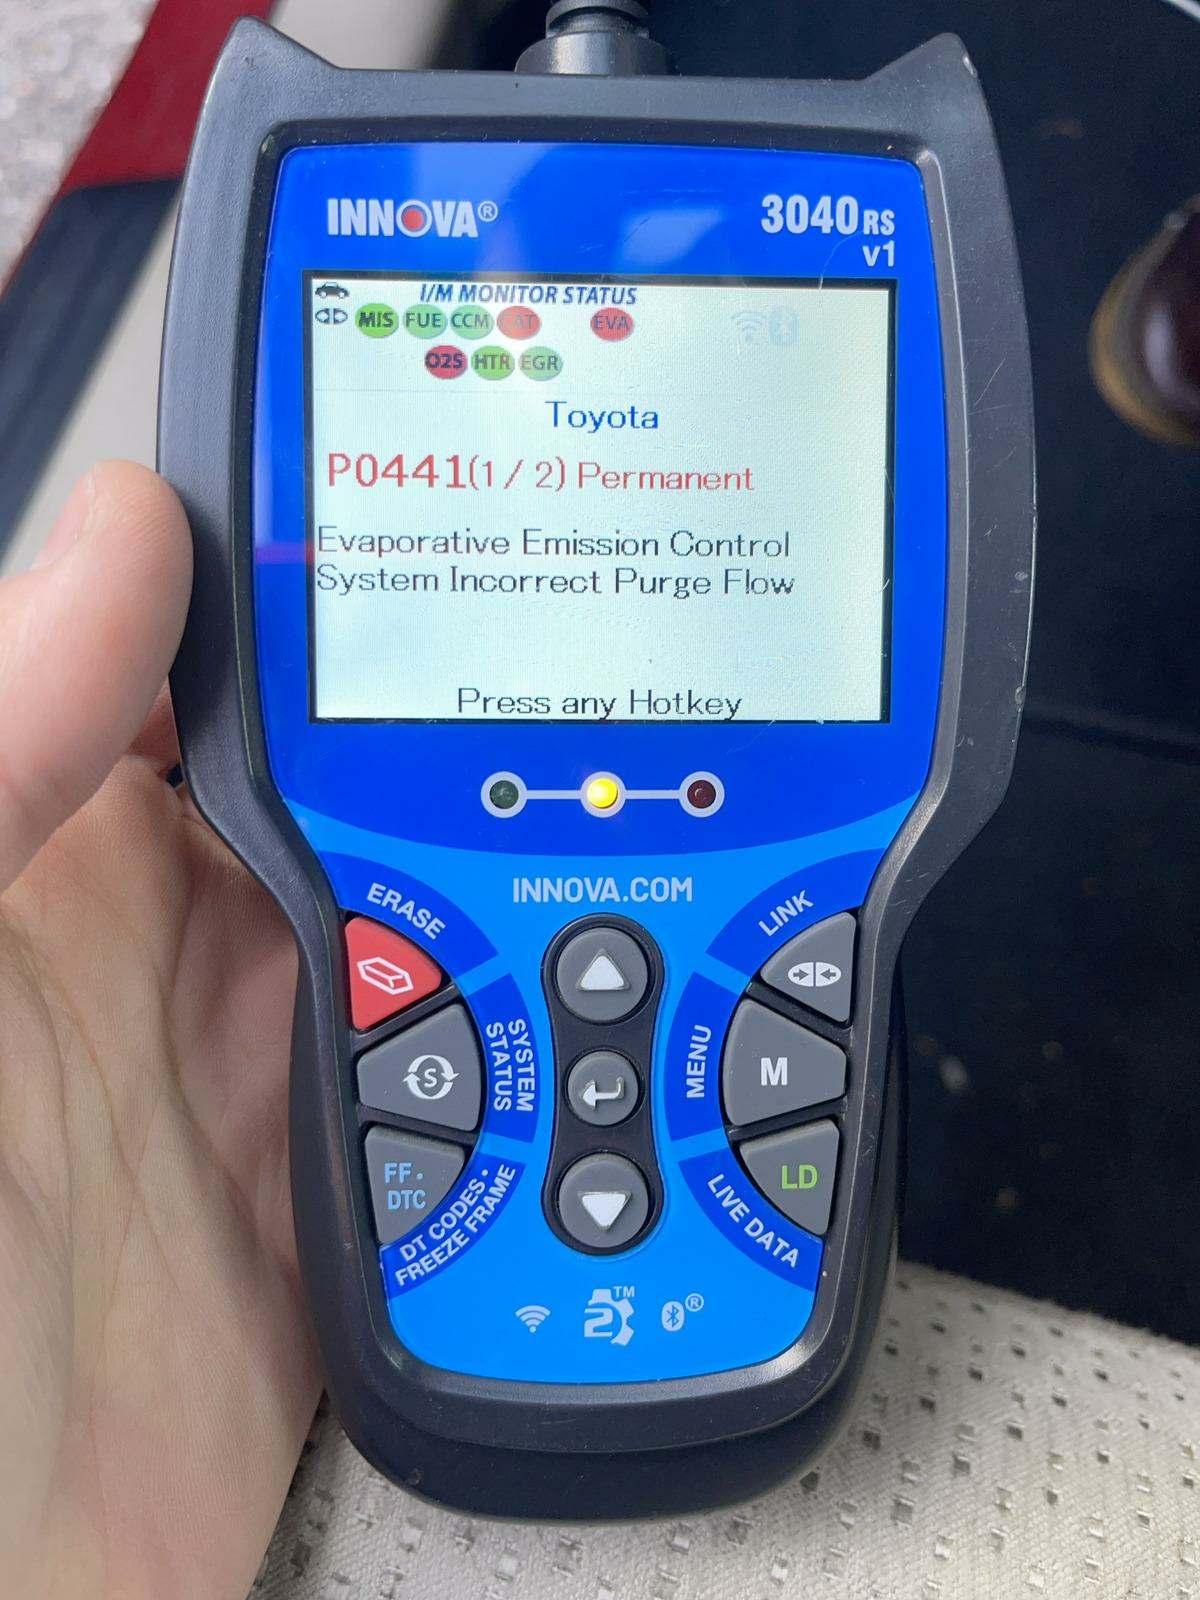 INNOVA®
3040RS
v1
I/M MONITOR STATUS
MIS FUE CCM CAT EVA
O2S HTR EGR
Toyota
P0441(1 / 2) Permanent
Evaporative Emission Control
System Incorrect Purge Flow
Press any Hotkey
INNOVA.COM
ERASE
LINK
S
SYSTEM
STATUS
MENU
M
FF·
DTC
DT CODES·
FREEZE FRAME
LD
LIVE DATA
2™
®